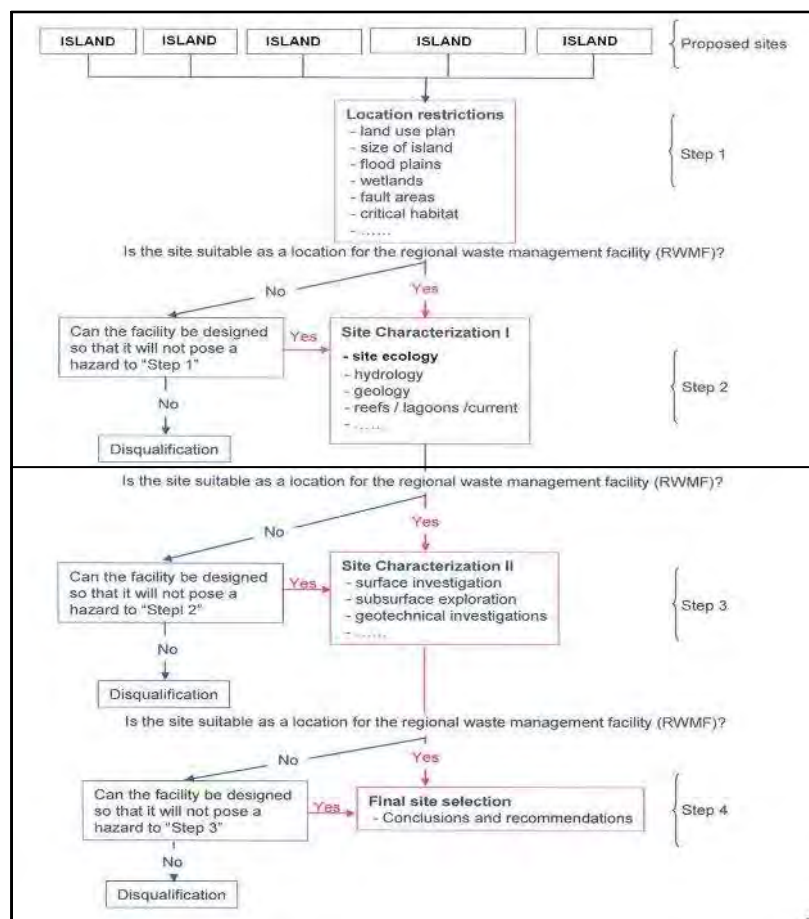 ISLAND ISLAND ISLAND ISLAND ISLAND
Proposed sites
Location restrictions
- land use plan
- size of island
- flood plains
- wetlands
- fault areas
- critical habitat
- ......
Step 1
Is the site suitable as a location for the regional waste management facility (RWMF)?
No
Yes
Can the facility be designed
so that it will not pose a
hazard to “Step 1”
Yes
Site Characterization I
- site ecology
- hydrology
- geology
- reefs / lagoons /current
- .....
Step 2
No
Disqualification
Is the site suitable as a location for the regional waste management facility (RWMF)?
No
Yes
Can the facility be designed
so that it will not pose a
hazard to “Stepl 2”
Yes
Site Characterization II
- surface investigation
- subsurface exploration
- geotechnical investigations
- ......
Step 3
No
Disqualification
Is the site suitable as a location for the regional waste management facility (RWMF)?
No
Yes
Can the facility be designed
so that it will not pose a
hazard to “Step 3”
Yes
Final site selection
- Conclusions and recommendations
Step 4
No
Disqualification